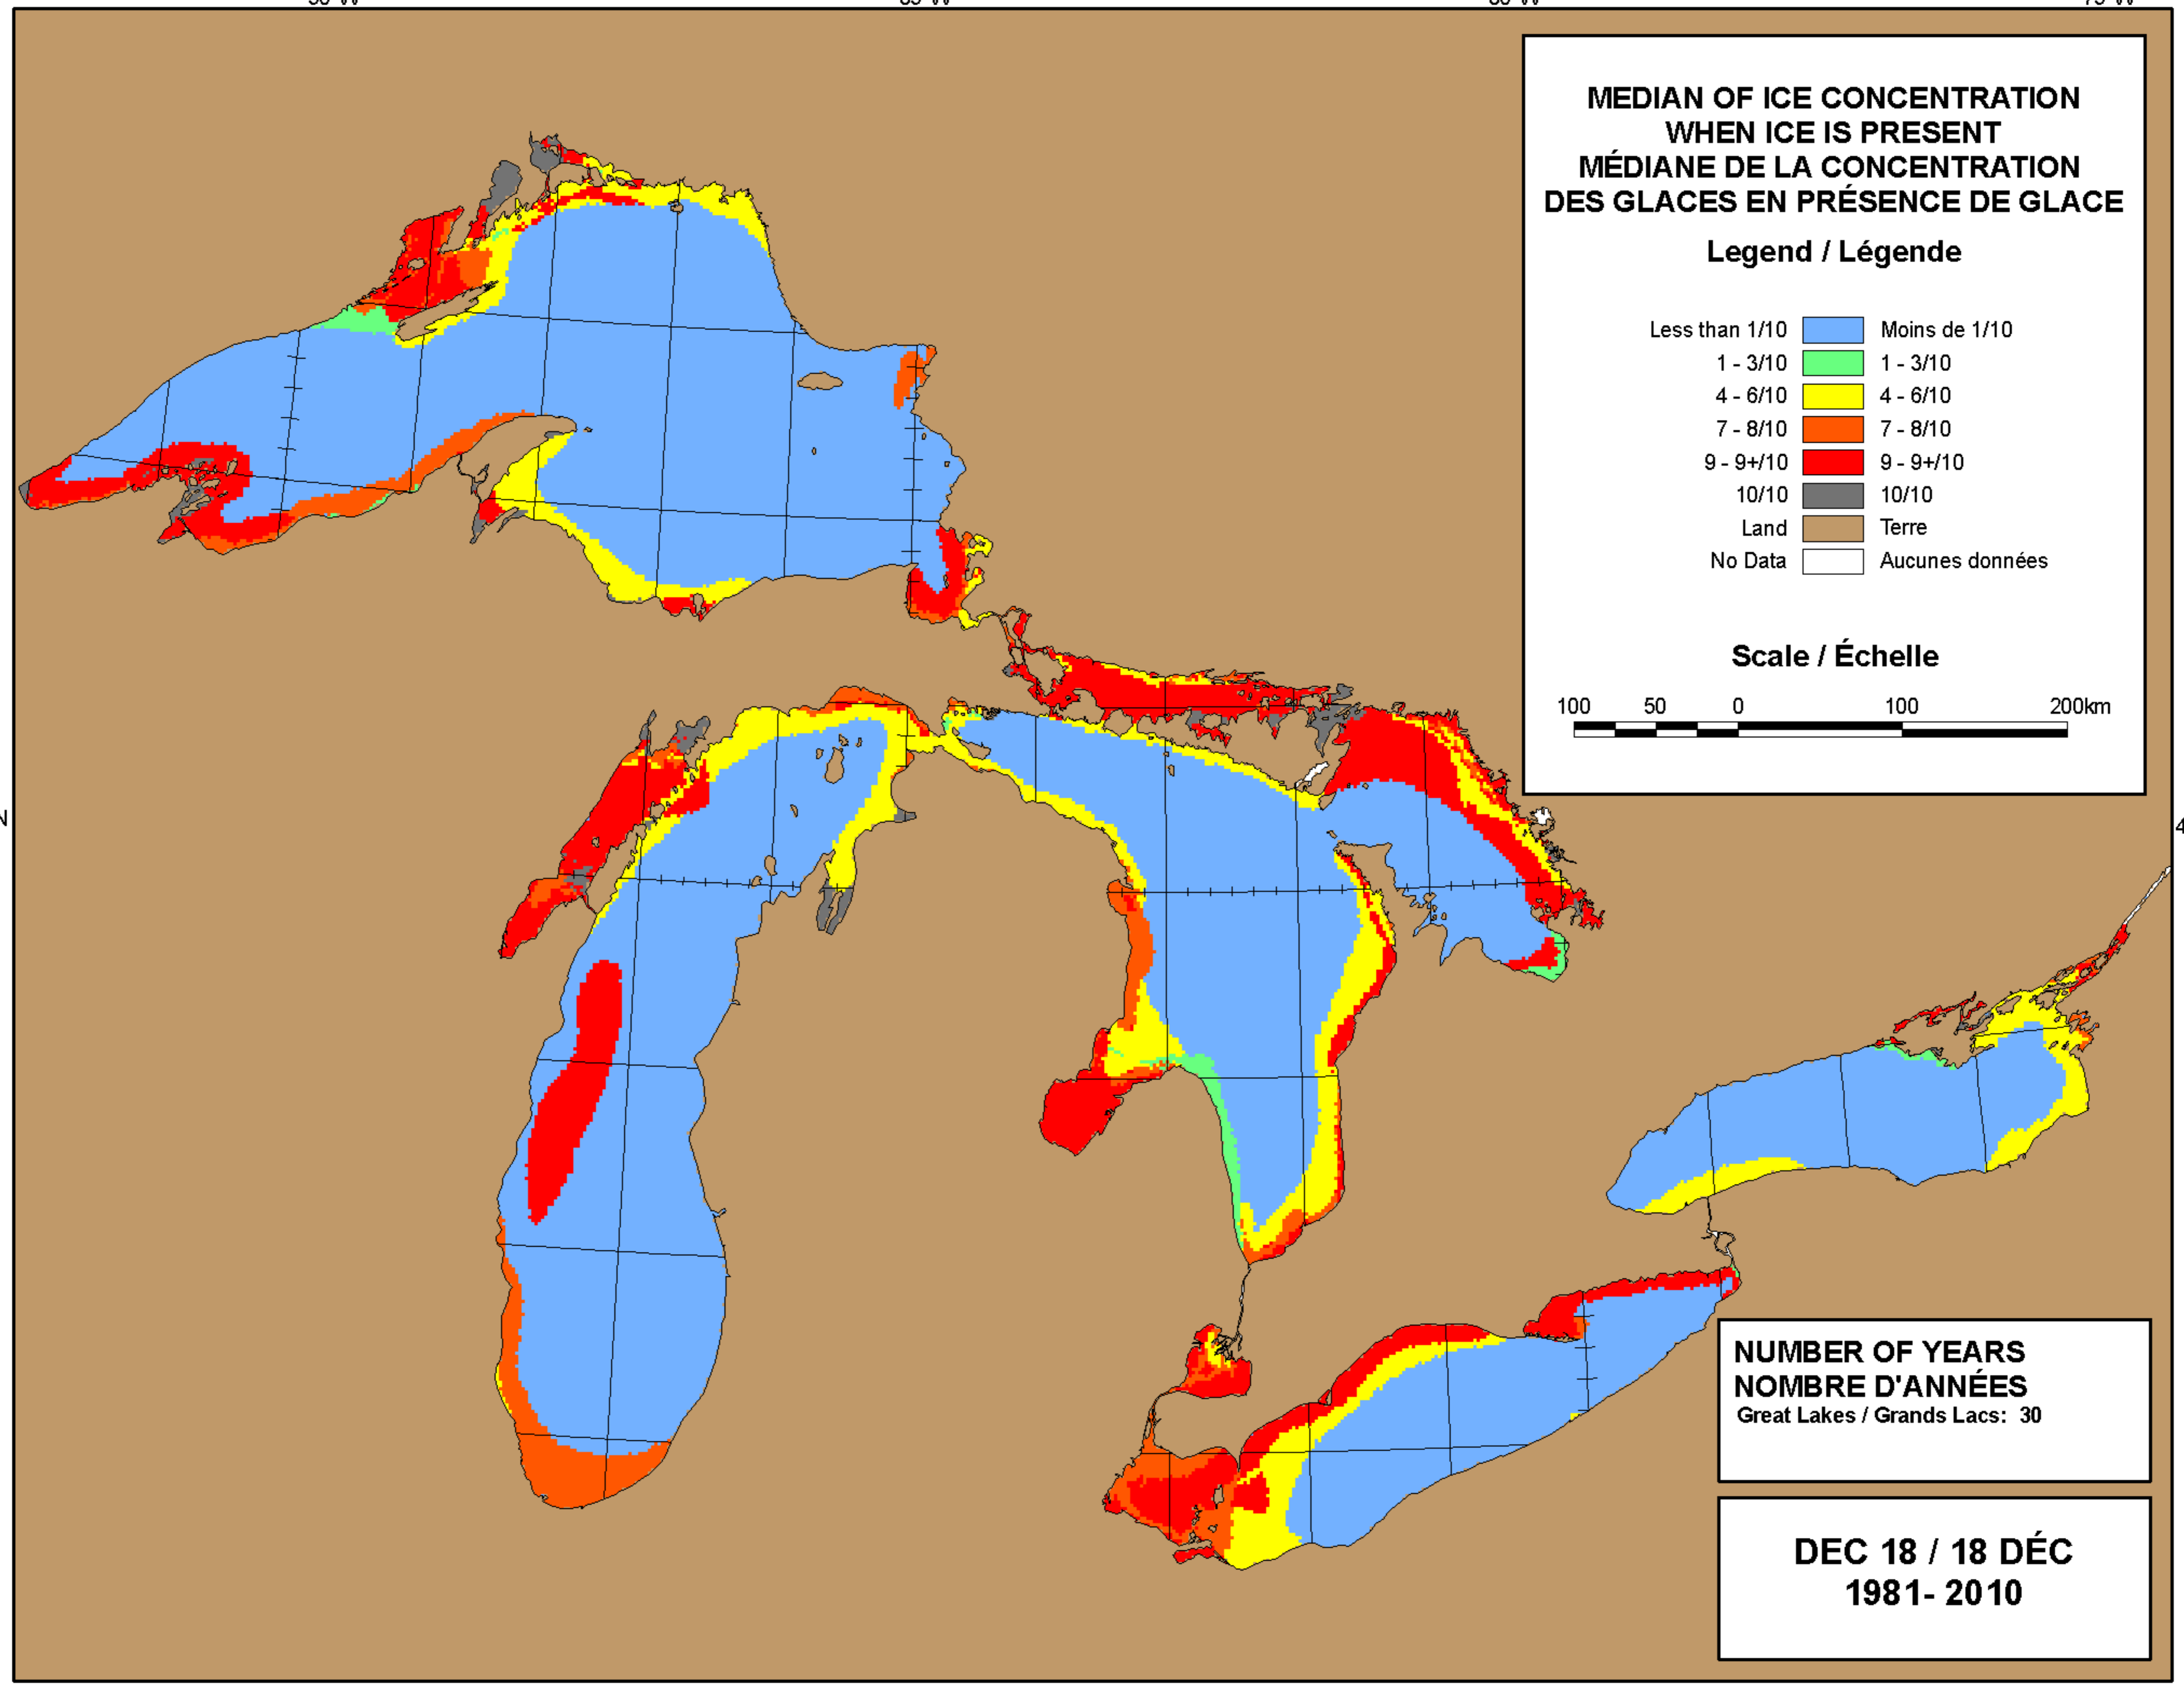 MEDIAN OF ICE CONCENTRATION
WHEN ICE IS PRESENT
MÉDIANE DE LA CONCENTRATION
DES GLACES EN PRÉSENCE DE GLACE
Legend / Légende
Less than 1/10 Moins de 1/10
1 - 3/10 1 - 3/10
4 - 6/10 4 - 6/10
7 - 8/10 7 - 8/10
9 - 9+/10 9 - 9+/10
10/10 10/10
Land Terre
No Data Aucunes données
Scale / Échelle
100 50 0 100 200km
N 4
NUMBER OF YEARS
NOMBRE D'ANNÉES
Great Lakes / Grands Lacs: 30
DEC 18 / 18 DÉC
1981- 2010